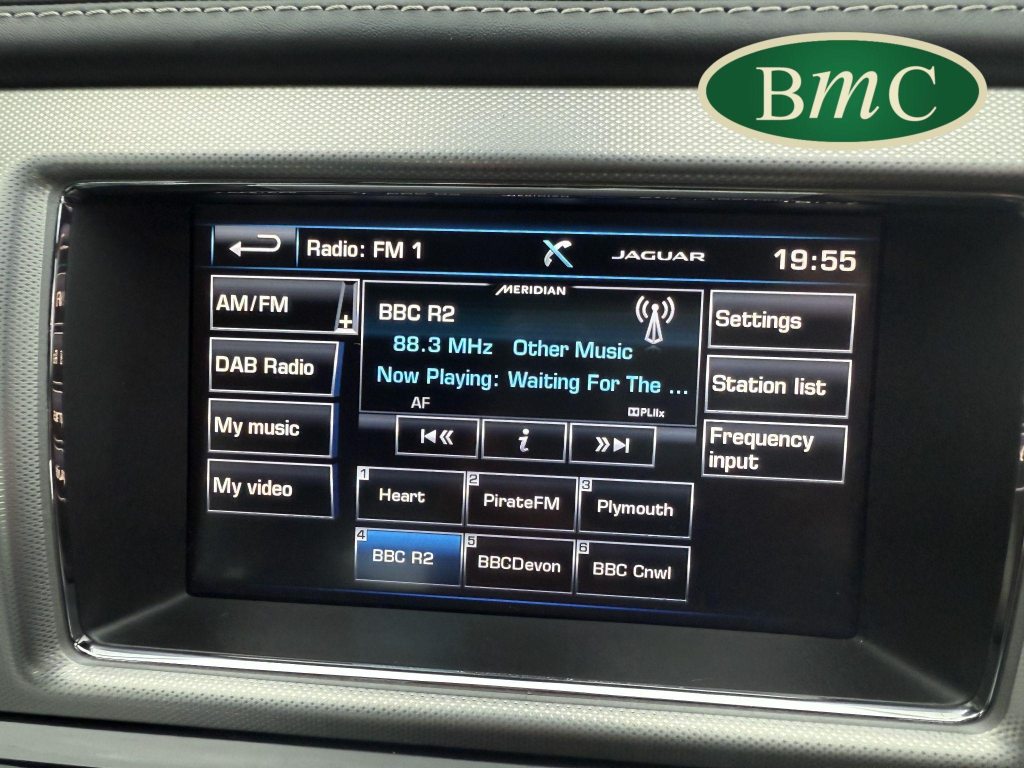 BmC
Radio: FM 1
JAGUAR
19:55
AM/FM
+
DAB Radio
My music
My video
MERIDIAN
BBC R2
88.3 MHz Other Music
Now Playing: Waiting For The ...
AF
PLIIx
i
Settings
Station list
Frequency
input
1 Heart
2 PirateFM
3 Plymouth
4 BBC R2
5 BBCDevon
6 BBC Cnwl